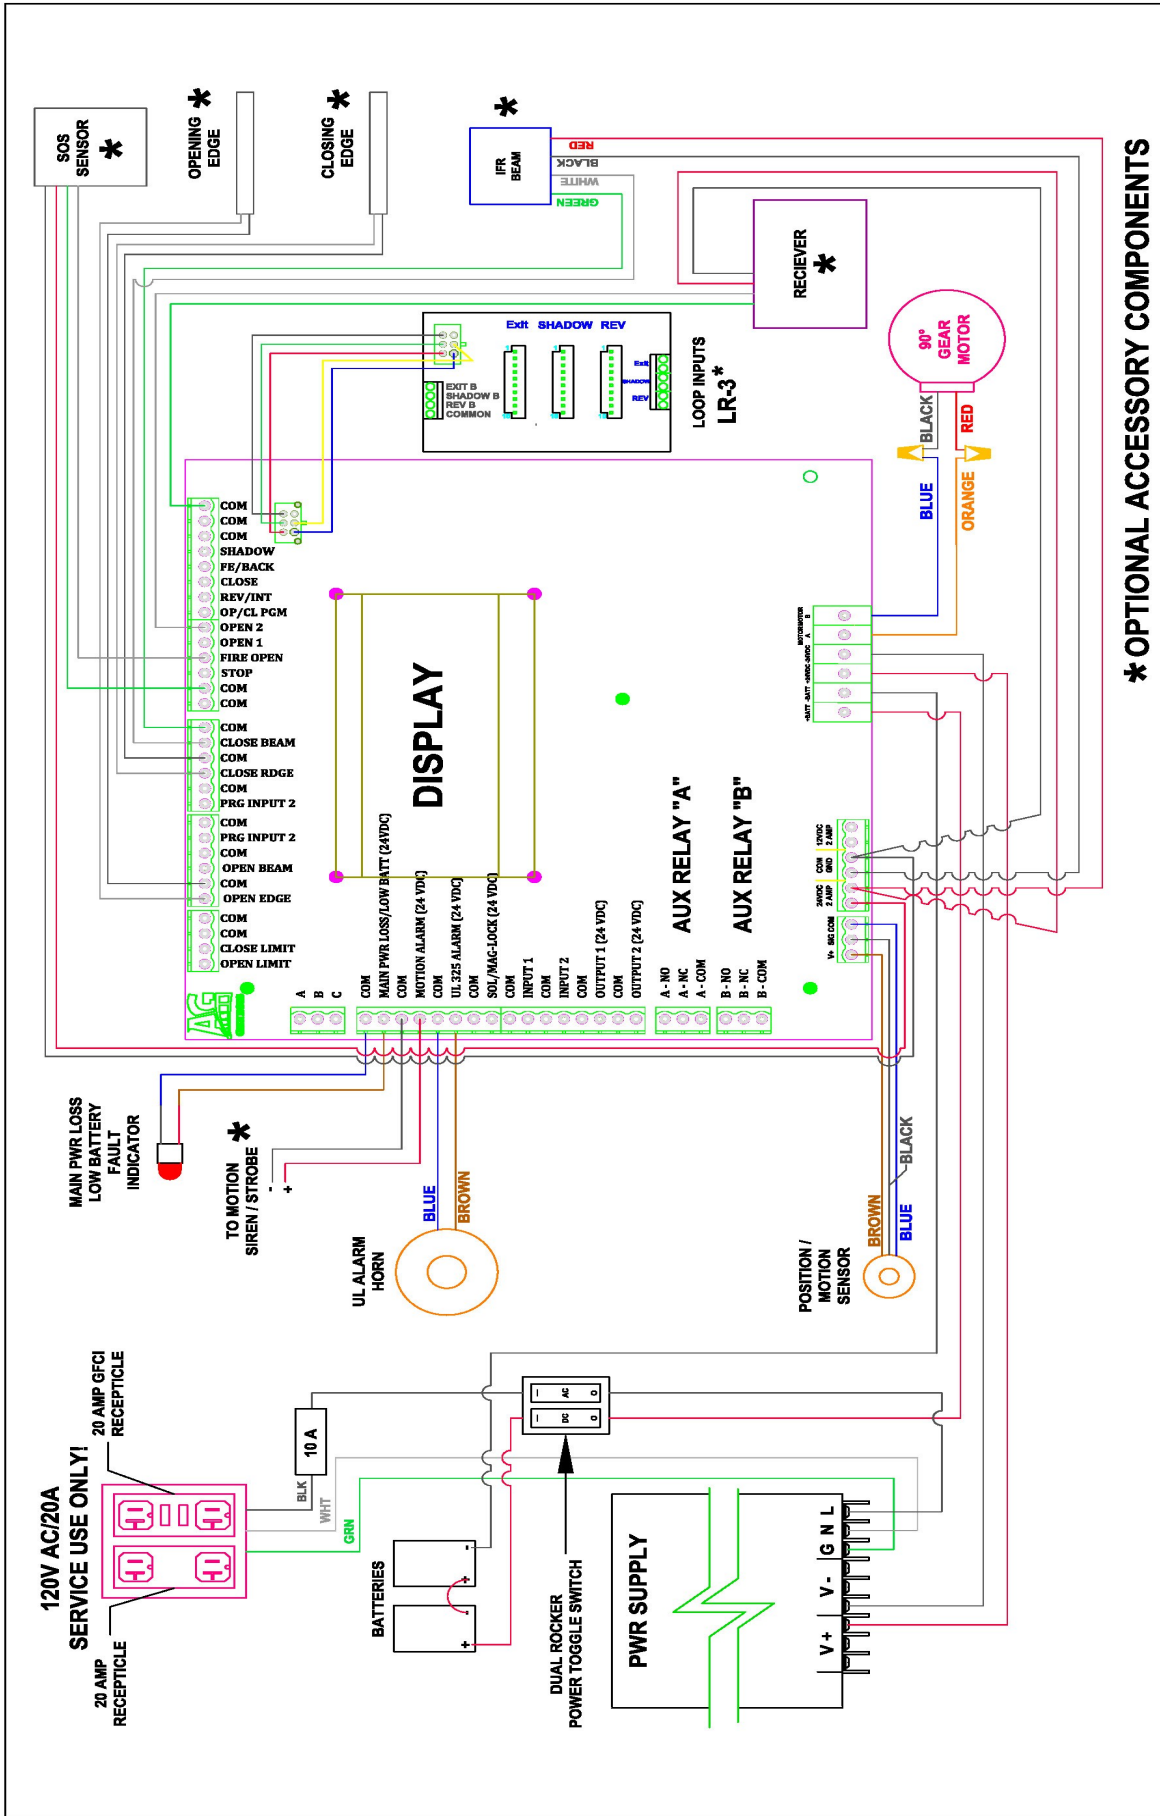 120V AC/20A
SERVICE USE ONLY!
20 AMP
RECEPTICLE
20 AMP GFCI
RECEPTICLE
BLK
WHT
GRN
10 A
BATTERIES
-
+
-
+
DUAL ROCKER
POWER TOGGLE SWITCH
DC
AC
PWR SUPPLY
V +
V -
G
N
L
MAIN PWR LOSS
LOW BATTERY
FAULT
INDICATOR
TO MOTION
SIREN / STROBE
*
-
+
UL ALARM
HORN
BLUE
BROWN
POSITION /
MOTION
SENSOR
BROWN
BLUE
BLACK
SOS
SENSOR
*
OPENING
EDGE
*
CLOSING
EDGE
*
IFR
BEAM
*
RED
BLACK
WHITE
GREEN
RECIEVER
*
90°
GEAR
MOTOR
BLACK
RED
BLUE
ORANGE
Exit SHADOW REV
EXIT B
SHADOW B
REV B
COMMON
Exit
SHADOW
REV
LOOP INPUTS
LR-3*
COM
COM
COM
SHADOW
FE/BACK
CLOSE
REV/INT
OP/CL PGM
OPEN 2
OPEN 1
FIRE OPEN
STOP
COM
COM
COM
CLOSE BEAM
COM
CLOSE RDGE
COM
PRG INPUT 2
COM
PRG INPUT 2
COM
OPEN BEAM
COM
OPEN EDGE
COM
COM
CLOSE LIMIT
OPEN LIMIT
DISPLAY
A
B
C
COM
MAIN PWR LOSS/LOW BATT (24VDC)
COM
MOTION ALARM (24 VDC)
COM
UL 325 ALARM (24 VDC)
COM
SOL/MAG-LOCK (24 VDC)
COM
INPUT 1
COM
INPUT 2
COM
OUTPUT 1 (24 VDC)
COM
OUTPUT 2 (24 VDC)
AUX RELAY "A"
A - NO
A - NC
A - COM
AUX RELAY "B"
B - NO
B - NC
B - COM
V+ SIG COM
24VDC
2 AMP
COM
GND
12VDC
2 AMP
+BATT -BATT +24VDC -24VDC
MOTOR MOTOR
A B
* OPTIONAL ACCESSORY COMPONENTS